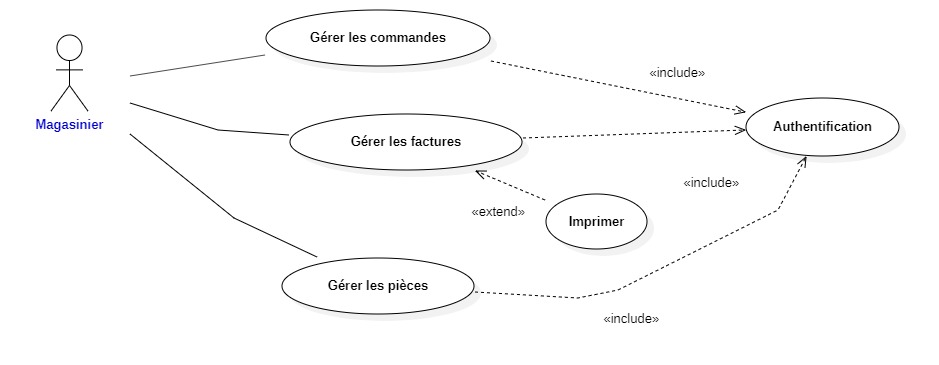 Gérer les commandes
«include»
Magasinier
Authentification
Gérer les factures
«include»
«extend»
Imprimer
Gérer les pièces
«include»